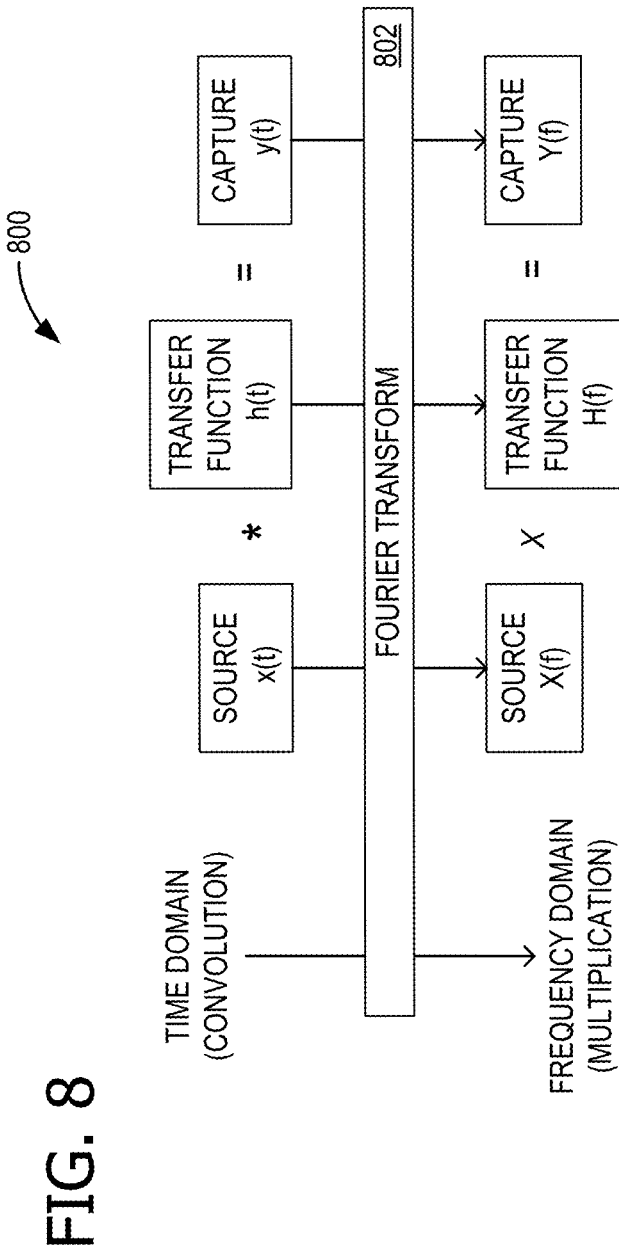 FIG. 8
800
TIME DOMAIN
(CONVOLUTION)
SOURCE
x(t)
*
TRANSFER
FUNCTION
h(t)
=
CAPTURE
y(t)
FOURIER TRANSFORM
802
FREQUENCY DOMAIN
(MULTIPLICATION)
SOURCE
X(f)
X
TRANSFER
FUNCTION
H(f)
=
CAPTURE
Y(f)